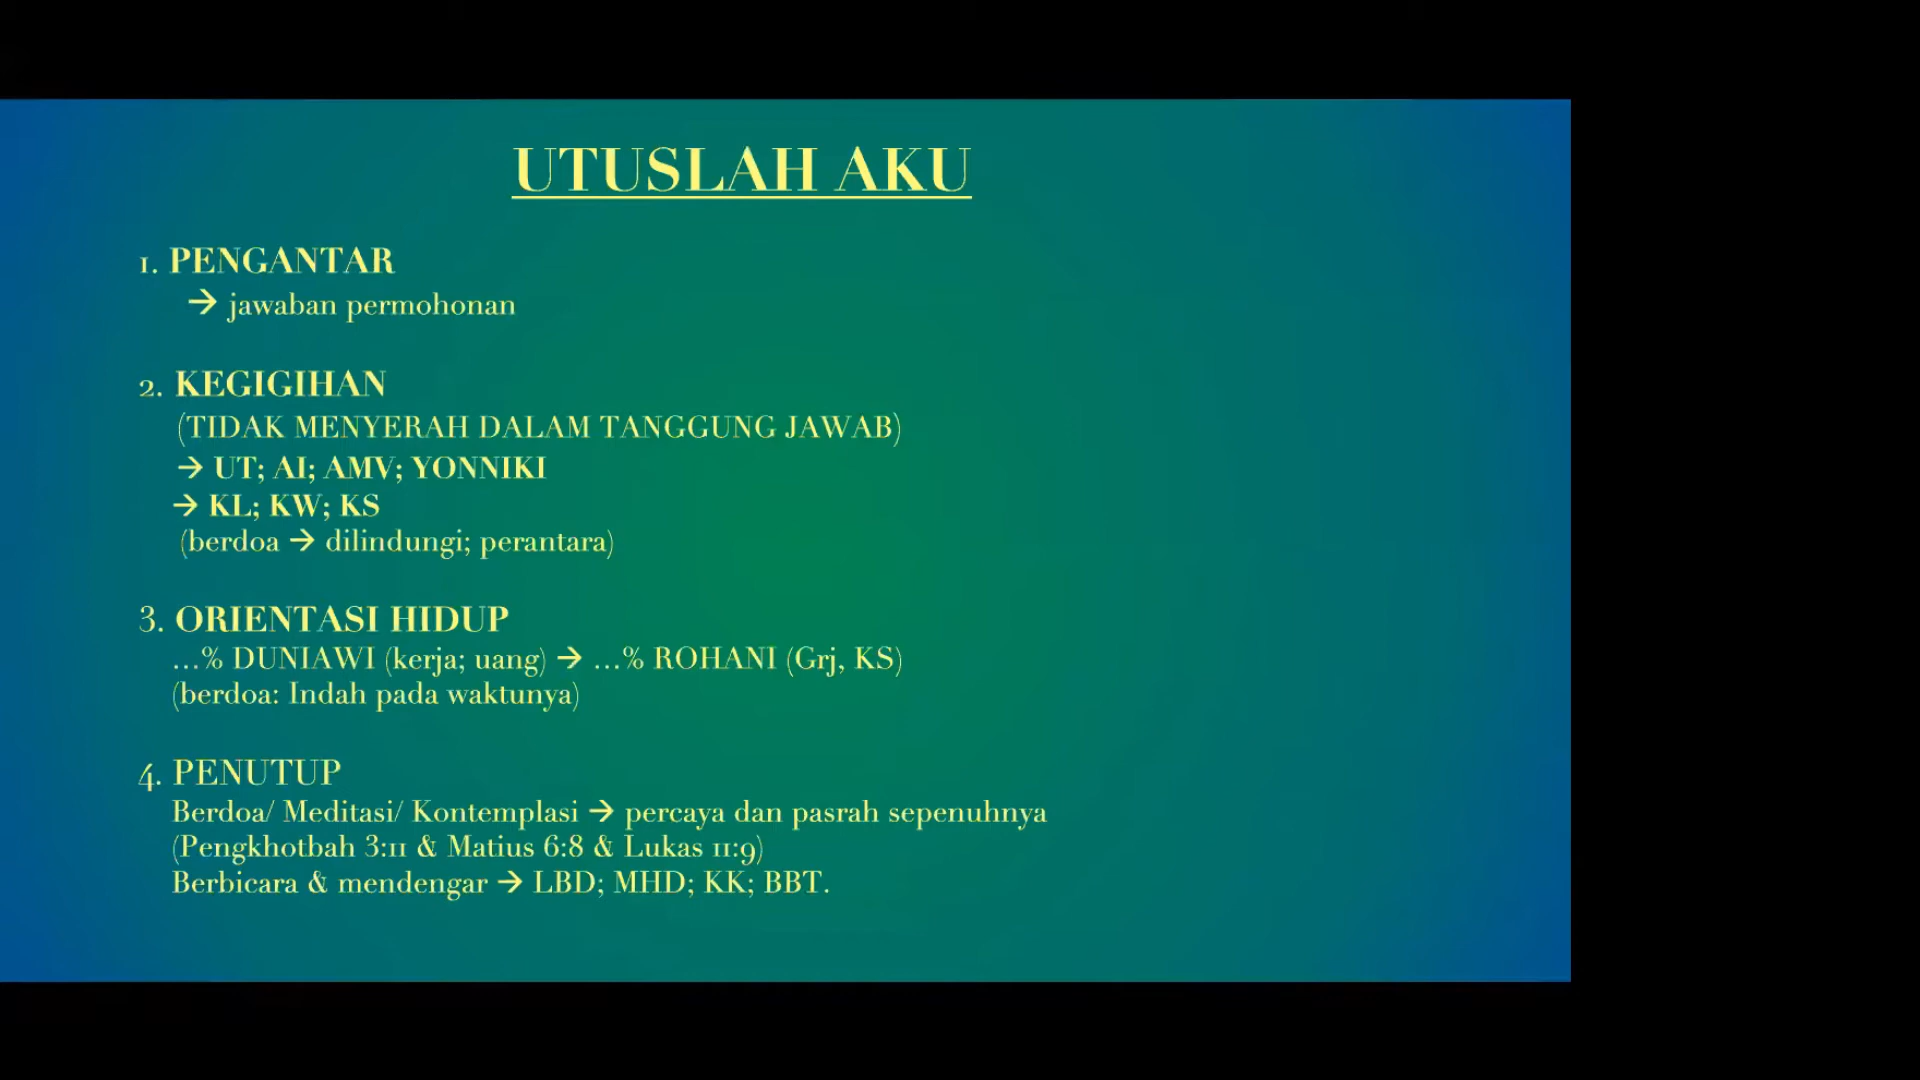 UTUSLAH AKU
1. PENGANTAR
→ jawaban permohonan
2. KEGIGIHAN
(TIDAK MENYERAH DALAM TANGGUNG JAWAB)
→ UT; AI; AMV; YONNIKI
→ KL; KW; KS
(berdoa → dilindungi; perantara)
3. ORIENTASI HIDUP
...% DUNIAWI (kerja; uang) → ...% ROHANI (Grj, KS)
(berdoa: Indah pada waktunya)
4. PENUTUP
Berdoa/ Meditasi/ Kontemplasi → percaya dan pasrah sepenuhnya
(Pengkhotbah 3:11 & Matius 6:8 & Lukas 11:9)
Berbicara & mendengar → LBD; MHD; KK; BBT.